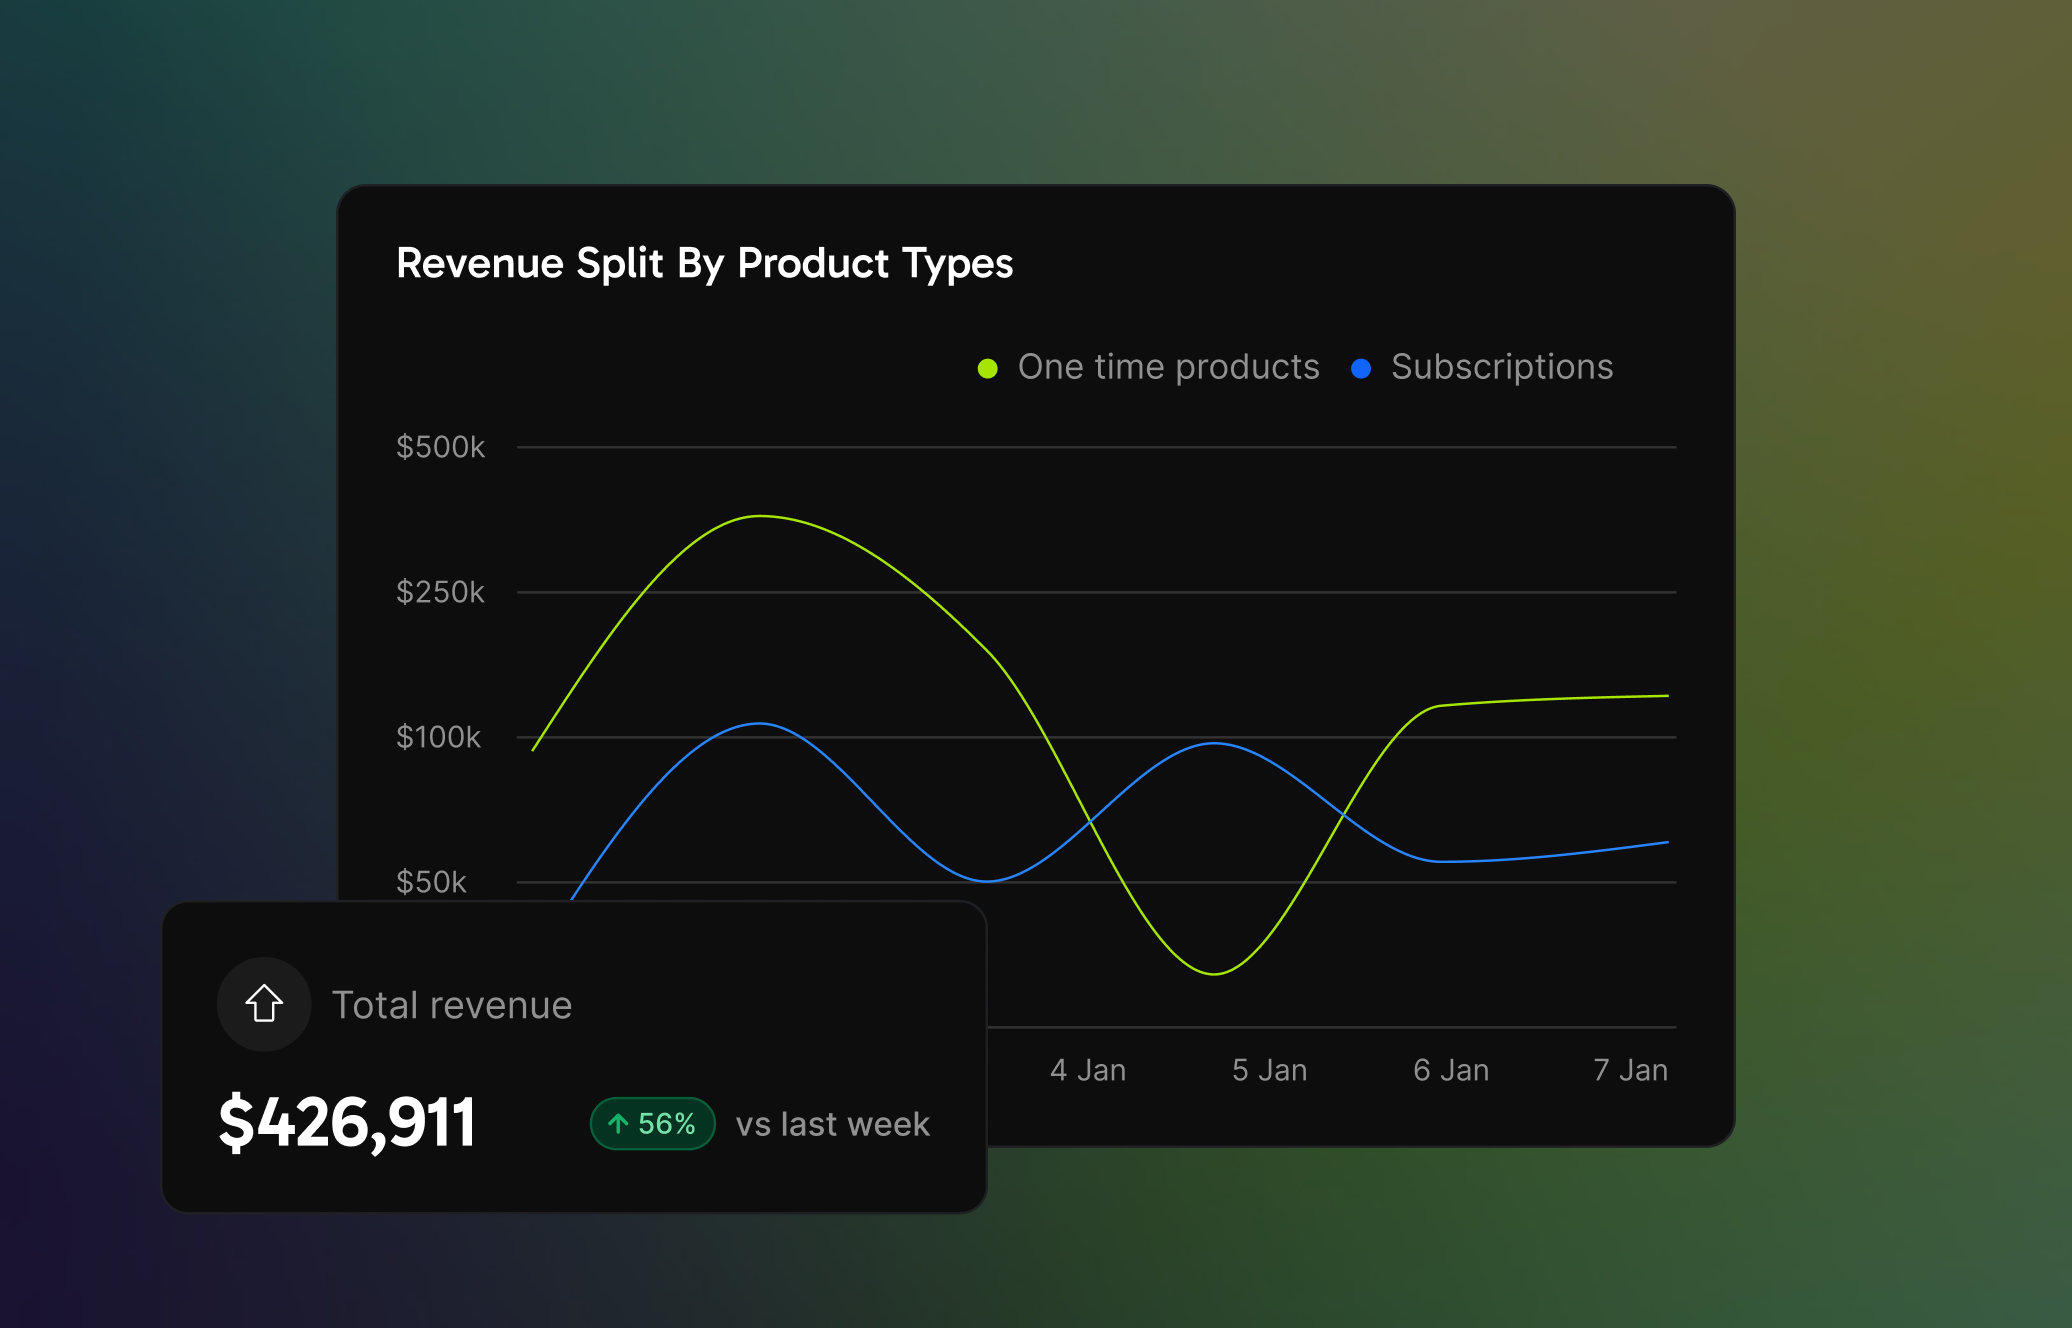 Revenue Split By Product Types
One time products
Subscriptions
$500k
$250k
$100k
$50k
4 Jan
5 Jan
6 Jan
7 Jan
Total revenue
$426,911
56%
vs last week